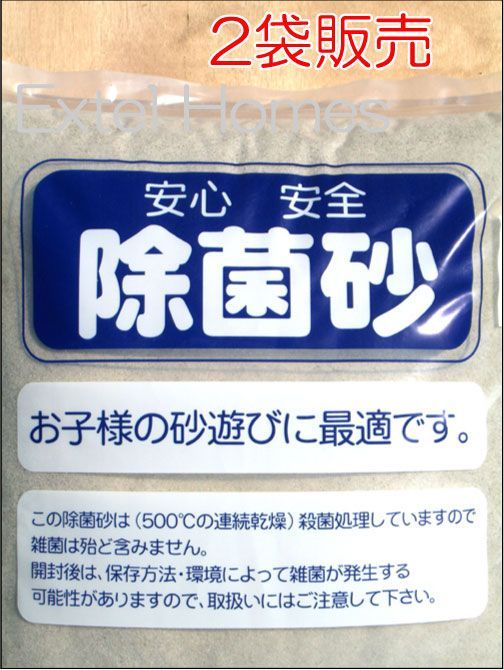 2袋販売
Extel Homes
安心 安全
除菌砂
お子様の砂遊びに最適です。
この除菌砂は(500℃の連続乾燥)殺菌処理していますので
雑菌は殆ど含みません。
開封後は、保存方法・環境によって雑菌が発生する
可能性がありますので、取扱いにはご注意して下さい。